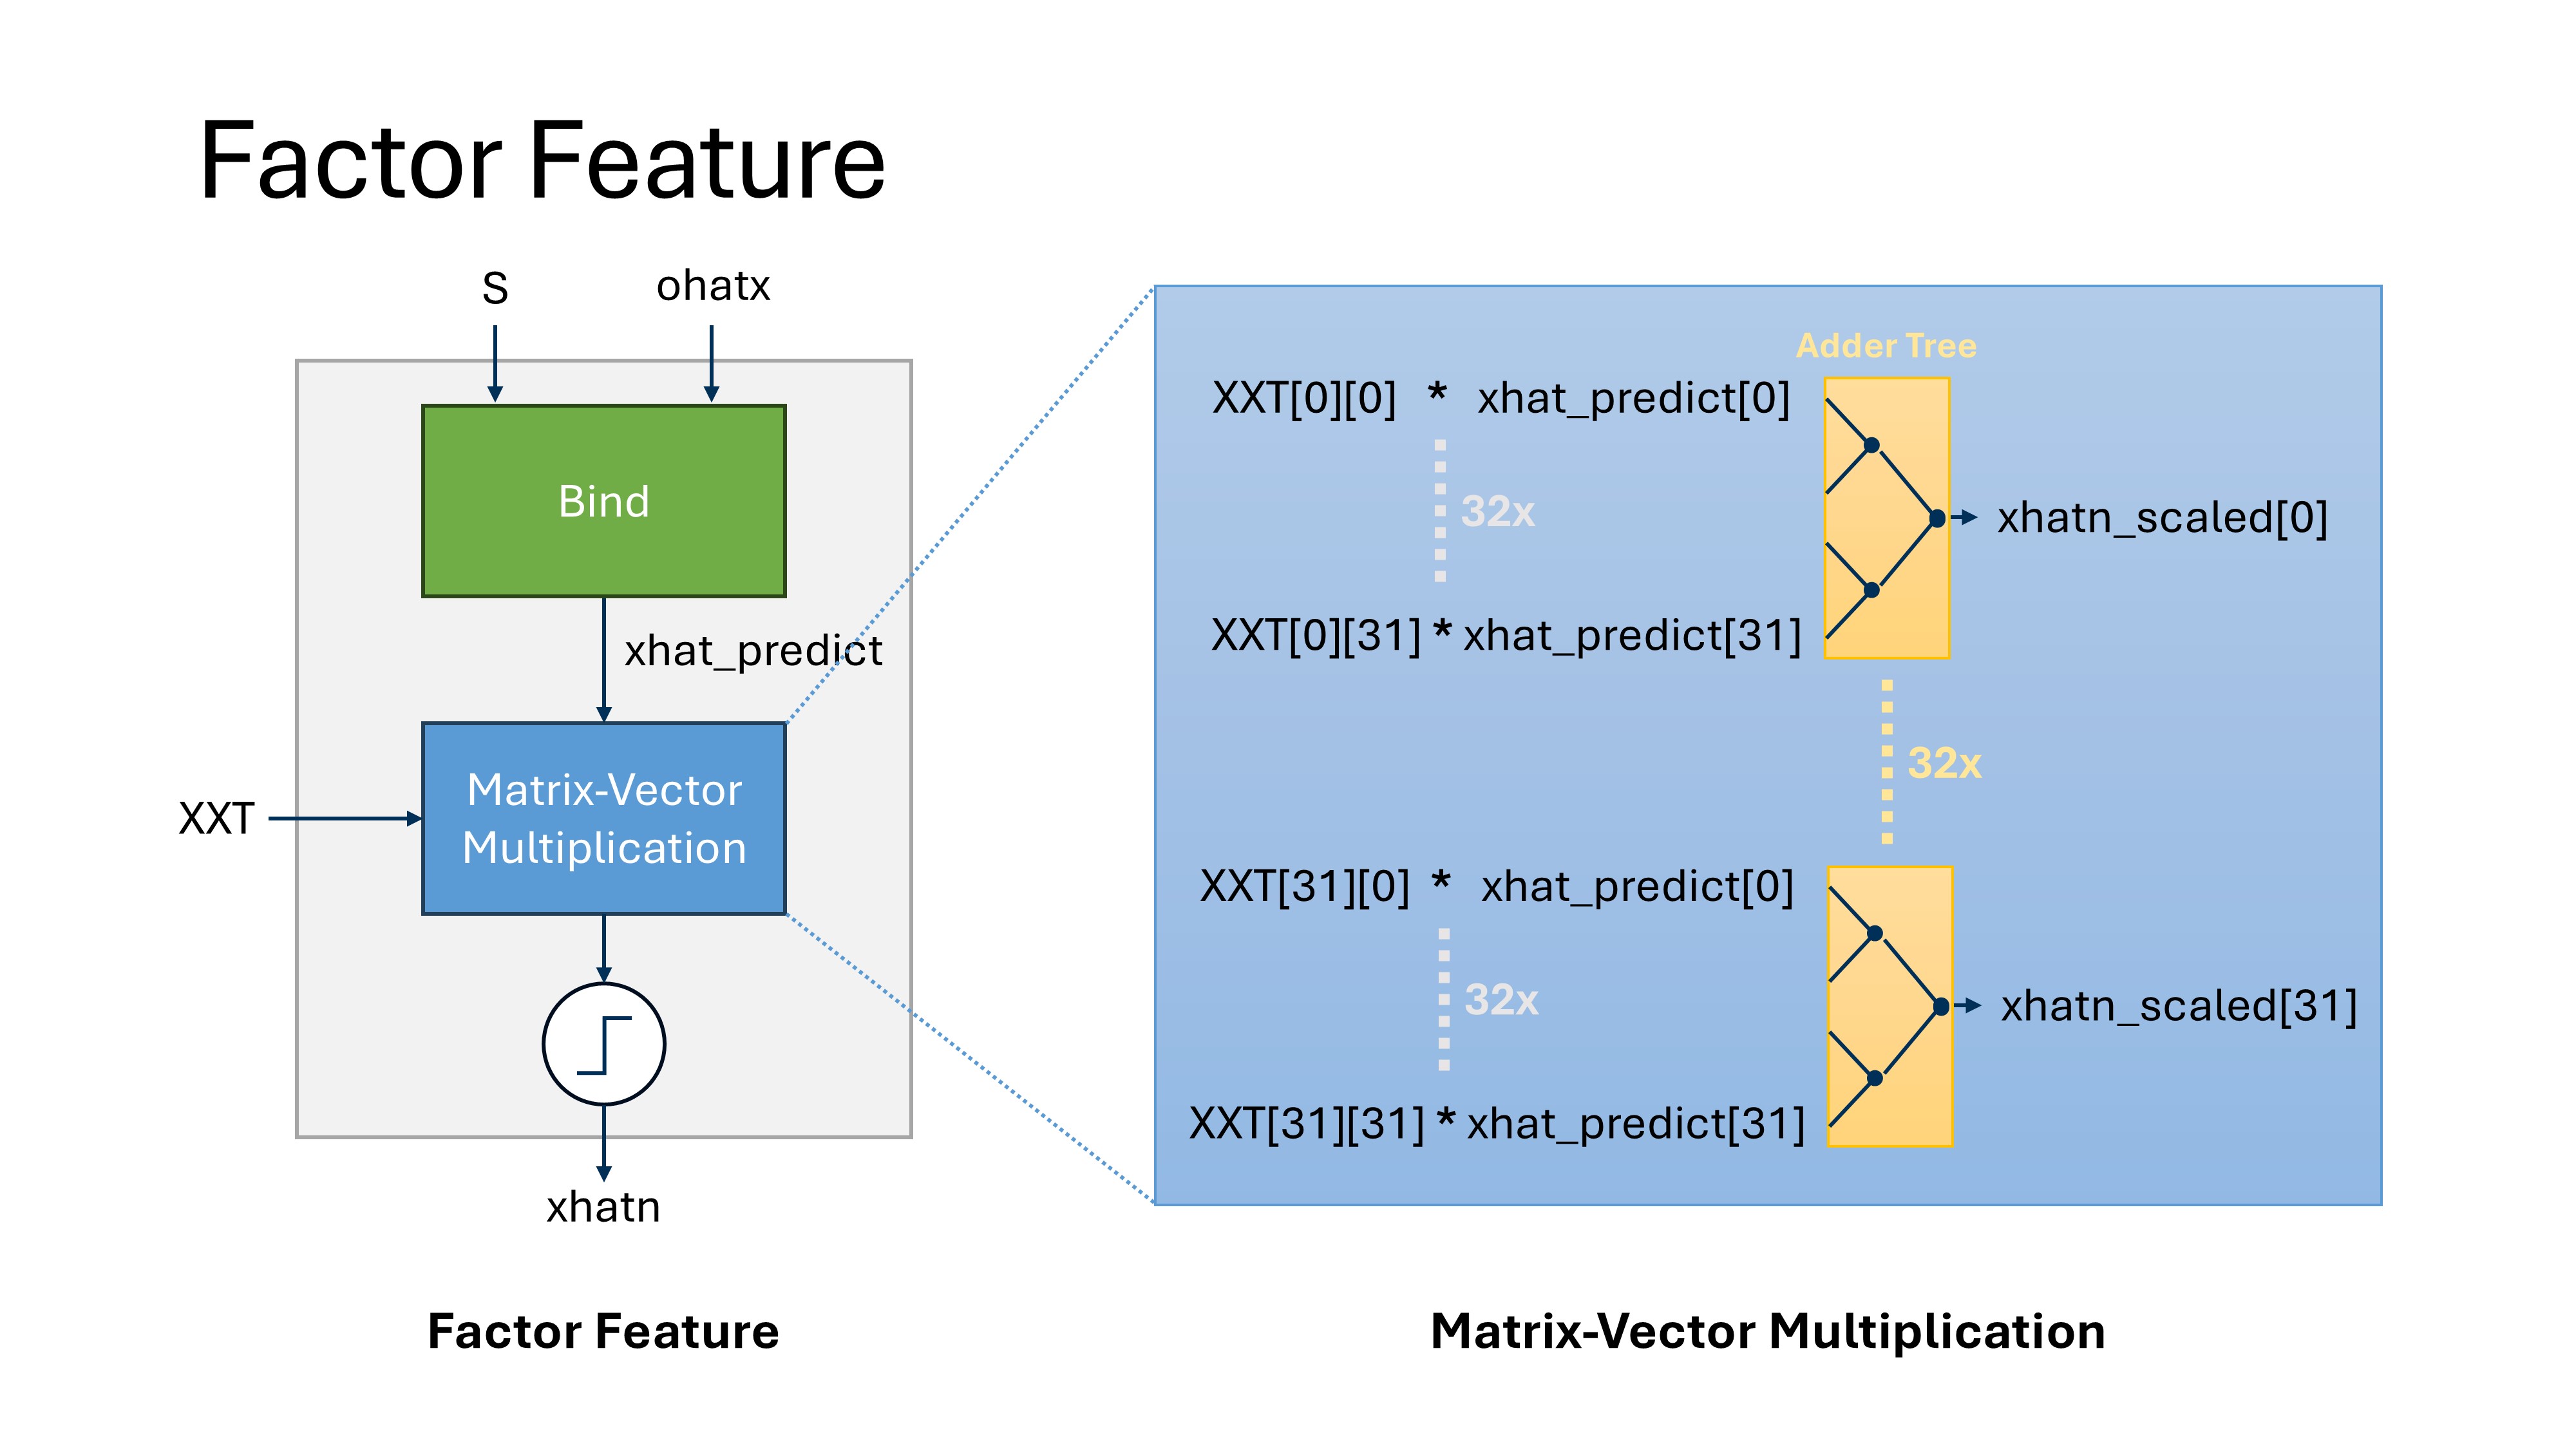 Factor Feature
S
ohatx
Bind
xhat_predict
XXT
Matrix-Vector
Multiplication
xhatn
Factor Feature
Adder Tree
XXT[0][0] * xhat_predict[0]
32x
xhatn_scaled[0]
XXT[0][31] * xhat_predict[31]
32x
XXT[31][0] * xhat_predict[0]
32x
xhatn_scaled[31]
XXT[31][31] * xhat_predict[31]
Matrix-Vector Multiplication